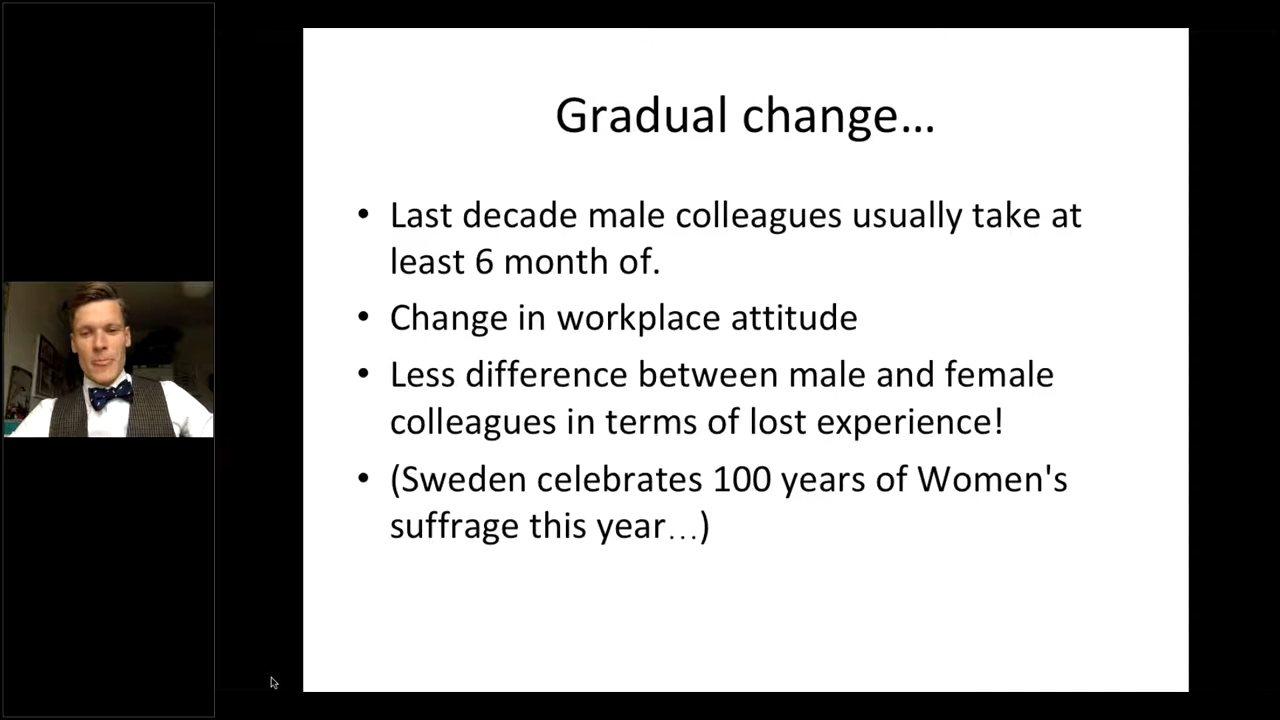 Gradual change...
• Last decade male colleagues usually take at
least 6 month of.
• Change in workplace attitude
• Less difference between male and female
colleagues in terms of lost experience!
• (Sweden celebrates 100 years of Women's
suffrage this year...)